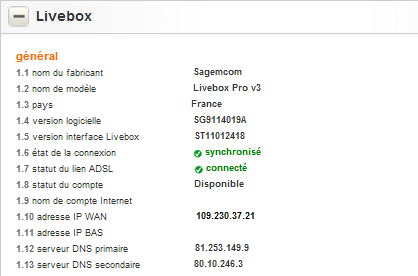 Livebox
général
1.1 nom du fabricant Sagemcom
1.2 nom de modèle Livebox Pro v3
1.3 pays France
1.4 version logicielle SG9114019A
1.5 version interface Livebox ST11012418
1.6 état de la connexion synchronisé
1.7 statut du lien ADSL connecté
1.8 statut du compte Disponible
1.9 nom de compte Internet
1.10 adresse IP WAN 109.230.37.21
1.11 adresse IP BAS
1.12 serveur DNS primaire 81.253.149.9
1.13 serveur DNS secondaire 80.10.246.3